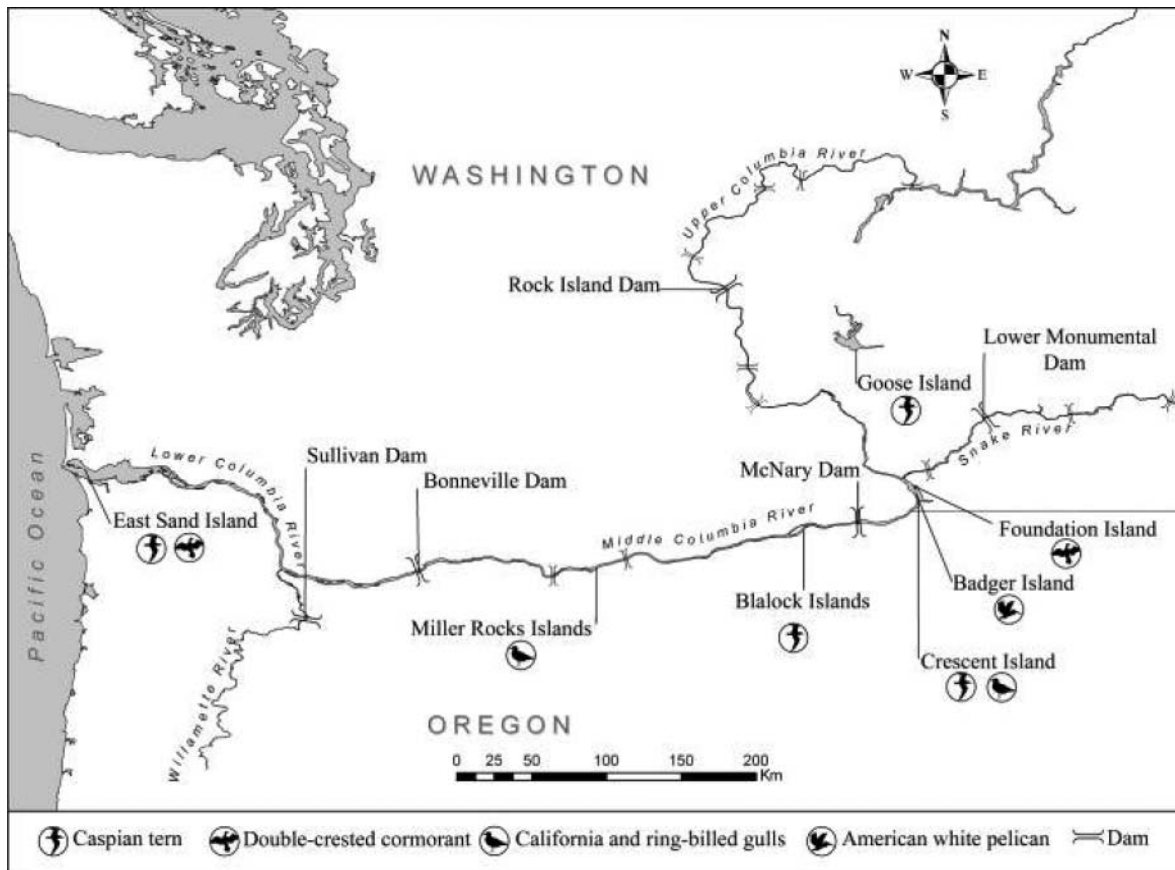 N
W E
S
WASHINGTON
Upper Columbia River
Rock Island Dam
Lower Monumental
Dam
Goose Island
Snake River
McNary Dam
Lower Columbia River
Sullivan Dam
Bonneville Dam
East Sand Island
Middle Columbia River
Foundation Island
Badger Island
Blalock Islands
Miller Rocks Islands
Crescent Island
Pacific Ocean
Willamette River
OREGON
0 25 50 100 150 200
Km
Caspian tern Double-crested cormorant California and ring-billed gulls American white pelican Dam